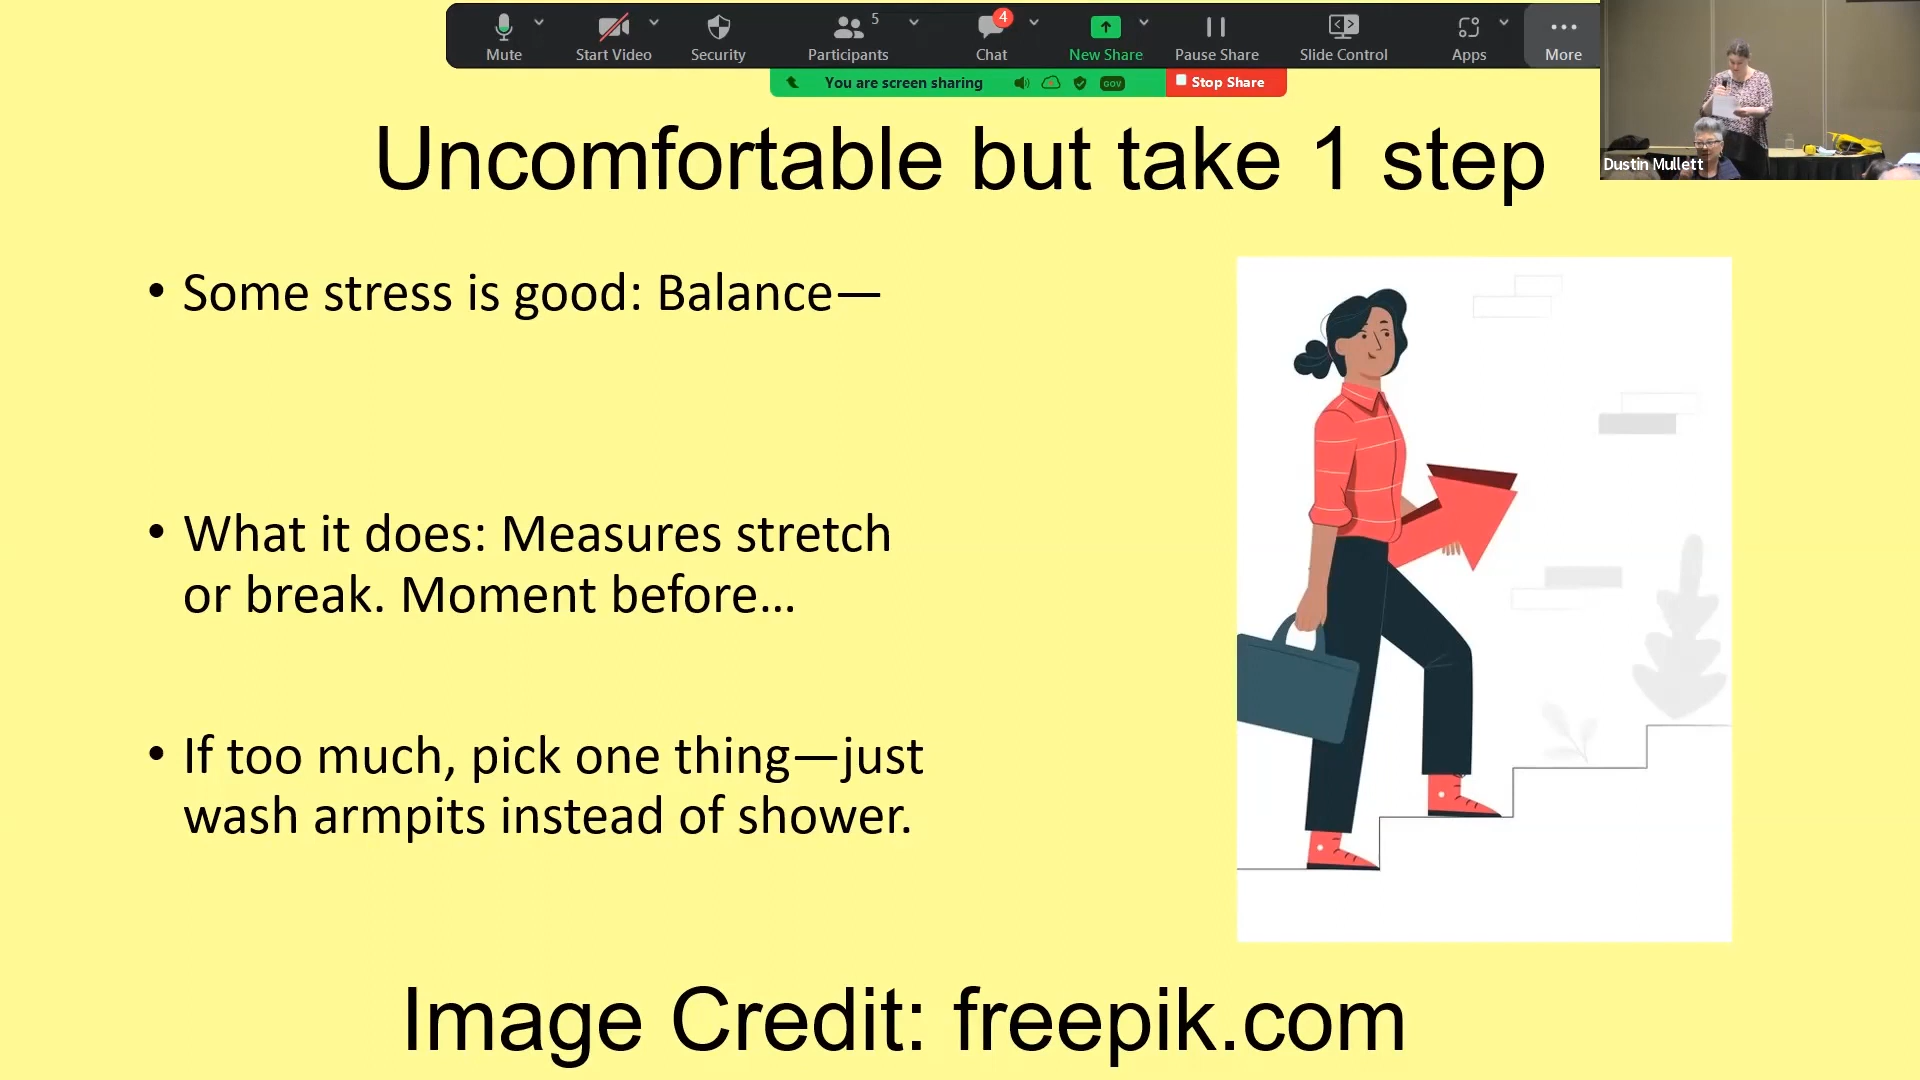 Mute
Start Video
Security
Participants
5
Chat
4
New Share
Pause Share
Slide Control
Apps
More
You are screen sharing
GOV
Stop Share
Dustin Mullett
Uncomfortable but take 1 step
• Some stress is good: Balance—
• What it does: Measures stretch
or break. Moment before...
• If too much, pick one thing—just
wash armpits instead of shower.
Image Credit: freepik.com